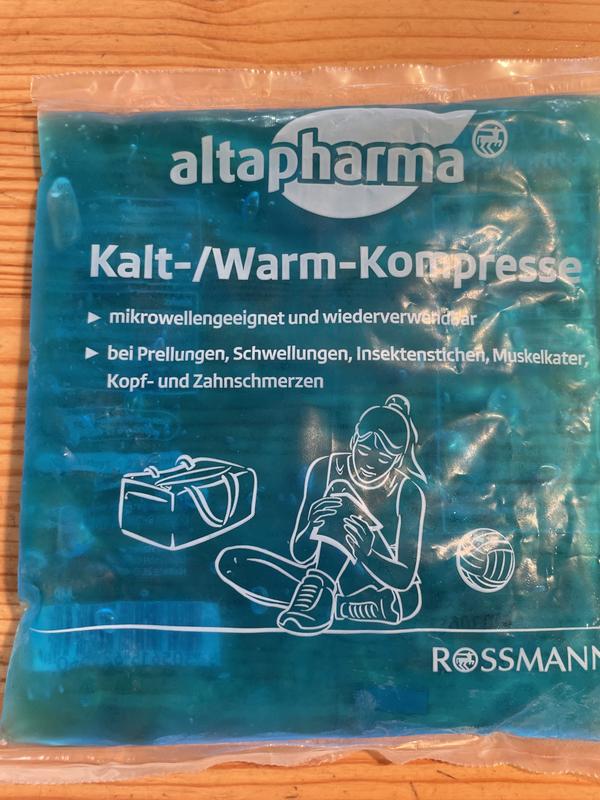 altapharma
Kalt-/Warm-Kompresse
▶ mikrowellengeeignet und wiederverwendbar
▶ bei Prellungen, Schwellungen, Insektenstichen, Muskelkater,
Kopf- und Zahnschmerzen
ROSSMANN